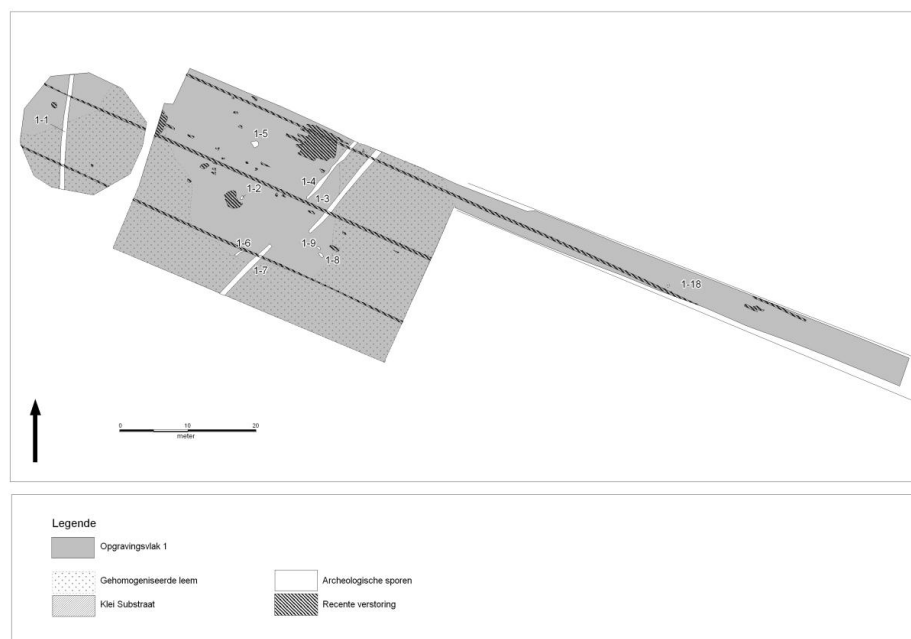 1-1
1-5
1-4
1-2
1-3
1-9
1-6
1-8
1-7
1-18
0 10 20
meter
Legende
Opgravingsvlak 1
Gehomogeniseerde leem
Archeologische sporen
Klei Substraat
Recente verstoring